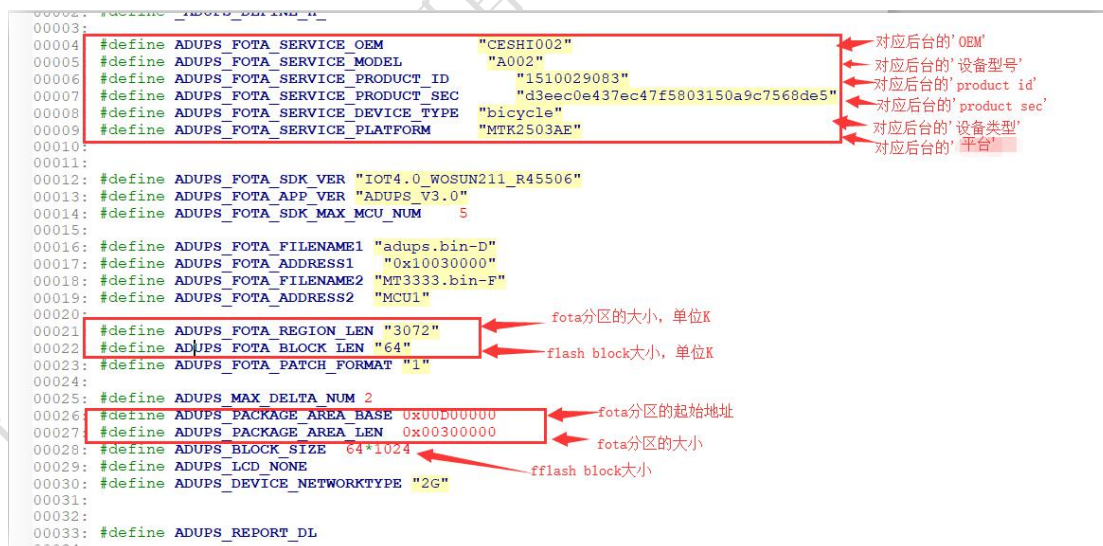 00002: #define _ADUPS_DEFINE_H_
00003:
00004: #define ADUPS_FOTA_SERVICE_OEM "CESHI002" 对应后台的'OEM'
00005: #define ADUPS_FOTA_SERVICE_MODEL "A002" 对应后台的'设备型号'
00006: #define ADUPS_FOTA_SERVICE_PRODUCT_ID "1510029083" 对应后台的'product id'
00007: #define ADUPS_FOTA_SERVICE_PRODUCT_SEC "d3eec0e437ec47f5803150a9c7568de5" 对应后台的'product sec'
00008: #define ADUPS_FOTA_SERVICE_DEVICE_TYPE "bicycle" 对应后台的'设备类型'
00009: #define ADUPS_FOTA_SERVICE_PLATFORM "MTK2503AE" 对应后台的'平台'
00010:
00011:
00012: #define ADUPS_FOTA_SDK_VER "IOT4.0_WOSUN211_R45506"
00013: #define ADUPS_FOTA_APP_VER "ADUPS_V3.0"
00014: #define ADUPS_FOTA_SDK_MAX_MCU_NUM 5
00015:
00016: #define ADUPS_FOTA_FILENAME1 "adups.bin-D"
00017: #define ADUPS_FOTA_ADDRESS1 "0x10030000"
00018: #define ADUPS_FOTA_FILENAME2 "MT3333.bin-F"
00019: #define ADUPS_FOTA_ADDRESS2 "MCU1"
00020:
00021: #define ADUPS_FOTA_REGION_LEN "3072" fota分区的大小，单位K
00022: #define ADUPS_FOTA_BLOCK_LEN "64" flash block大小，单位K
00023: #define ADUPS_FOTA_PATCH_FORMAT "1"
00024:
00025: #define ADUPS_MAX_DELTA_NUM 2
00026: #define ADUPS_PACKAGE_AREA_BASE 0x00D00000 fota分区的起始地址
00027: #define ADUPS_PACKAGE_AREA_LEN 0x00300000 fota分区的大小
00028: #define ADUPS_BLOCK_SIZE 64*1024 fflash block大小
00029: #define ADUPS_LCD_NONE
00030: #define ADUPS_DEVICE_NETWORKTYPE "2G"
00031:
00032:
00033: #define ADUPS_REPORT_DL